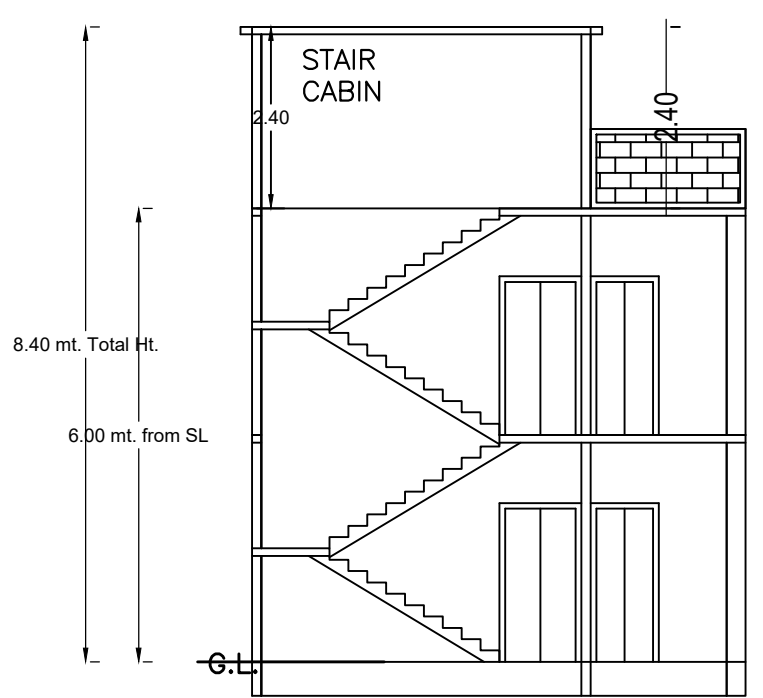 STAIR
CABIN
2.40
2.40
8.40 mt. Total Ht.
6.00 mt. from SL
G.L.